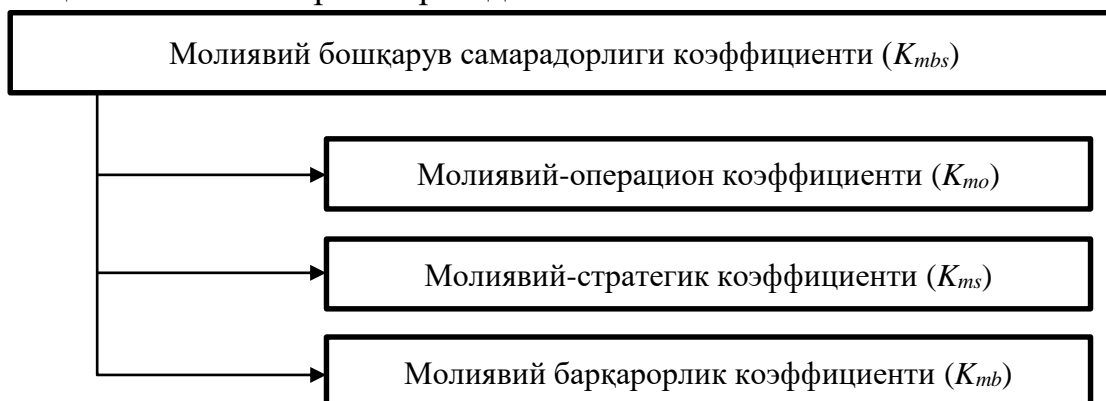 Молиявий бошқарув самарадорлиги коэффициенти (Kmbs)
Молиявий-операцион коэффициенти (Kmo)
Молиявий-стратегик коэффициенти (Kms)
Молиявий барқарорлик коэффициенти (Kmb)